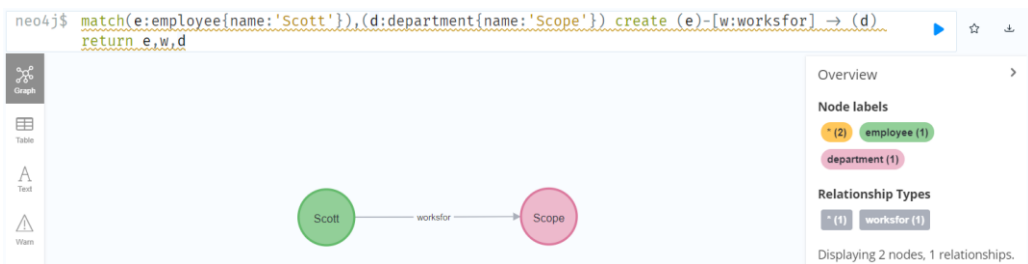 neo4j$ match(e:employee{name:'Scott'}),(d:department{name:'Scope'}) create (e)-[w:worksfor] → (d)
return e,w,d
Graph
Table
Text
Warn
Scott
worksfor
Scope
Overview
Node labels
* (2) employee (1)
department (1)
Relationship Types
* (1) worksfor (1)
Displaying 2 nodes, 1 relationships.